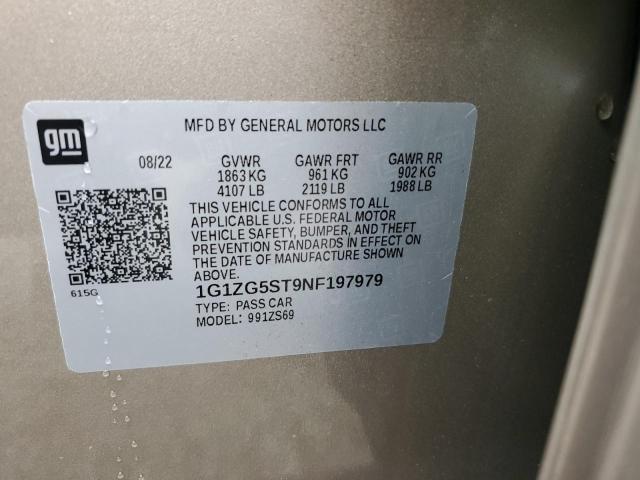 gm
MFD BY GENERAL MOTORS LLC
08/22 GVWR GAWR FRT GAWR RR
1863 KG 961 KG 902 KG
4107 LB 2119 LB 1988 LB
THIS VEHICLE CONFORMS TO ALL
APPLICABLE U.S. FEDERAL MOTOR
VEHICLE SAFETY, BUMPER, AND THEFT
PREVENTION STANDARDS IN EFFECT ON
THE DATE OF MANUFACTURE SHOWN
ABOVE.
615G
1G1ZG5ST9NF197979
TYPE: PASS CAR
MODEL: 991ZS69